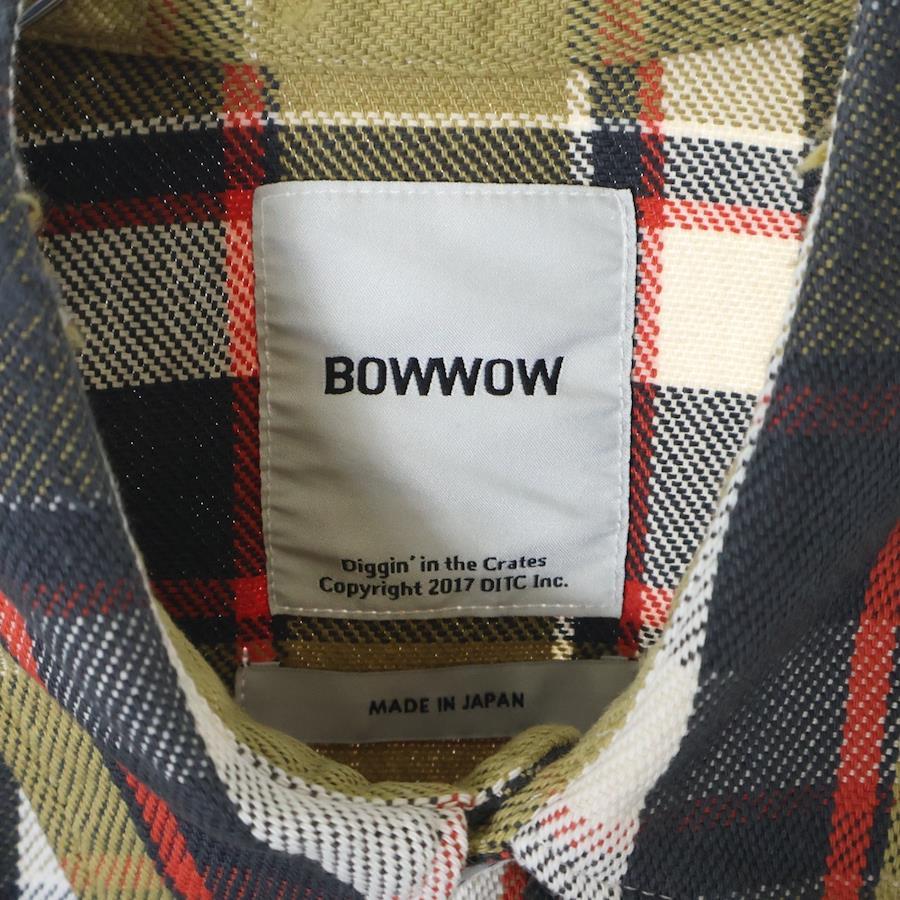 BOWWOW
Diggin' in the Crates
Copyright 2017 DITC Inc.
MADE IN JAPAN